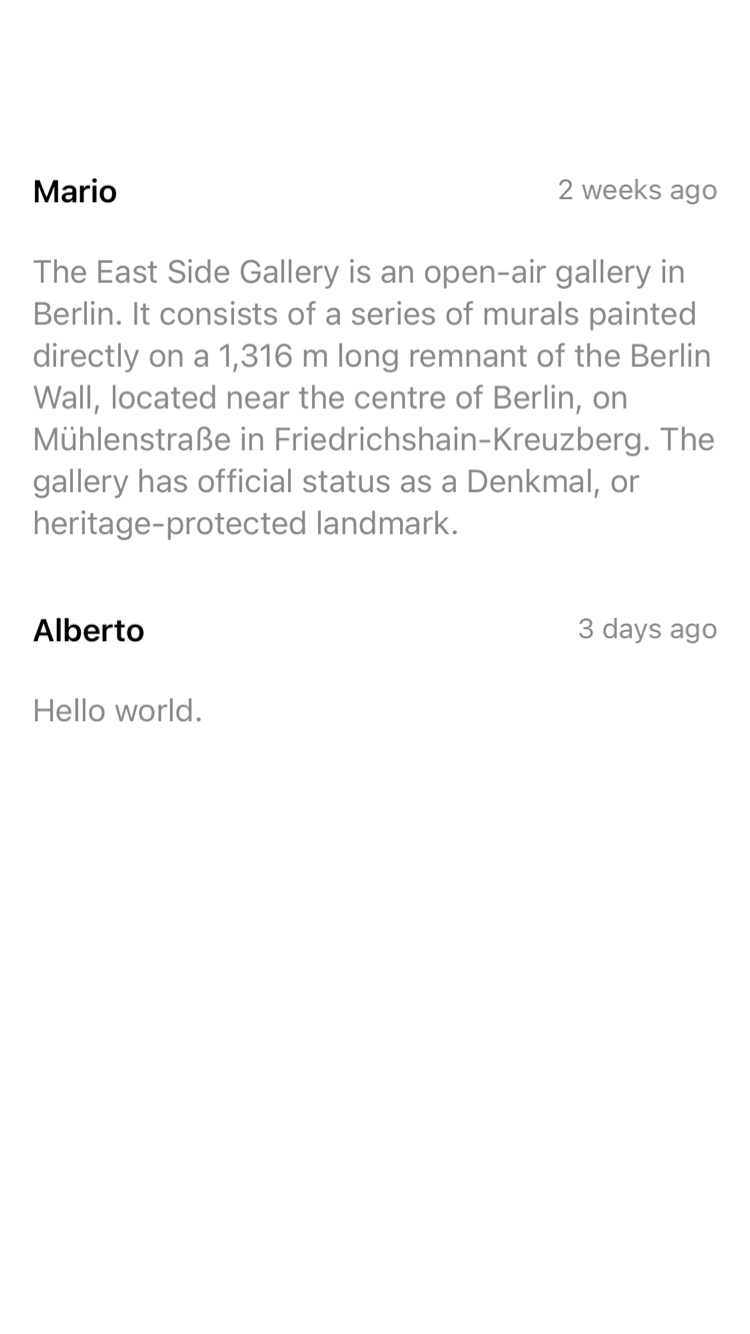 Mario
2 weeks ago
The East Side Gallery is an open-air gallery in
Berlin. It consists of a series of murals painted
directly on a 1,316 m long remnant of the Berlin
Wall, located near the centre of Berlin, on
Mühlenstraße in Friedrichshain-Kreuzberg. The
gallery has official status as a Denkmal, or
heritage-protected landmark.
Alberto
3 days ago
Hello world.